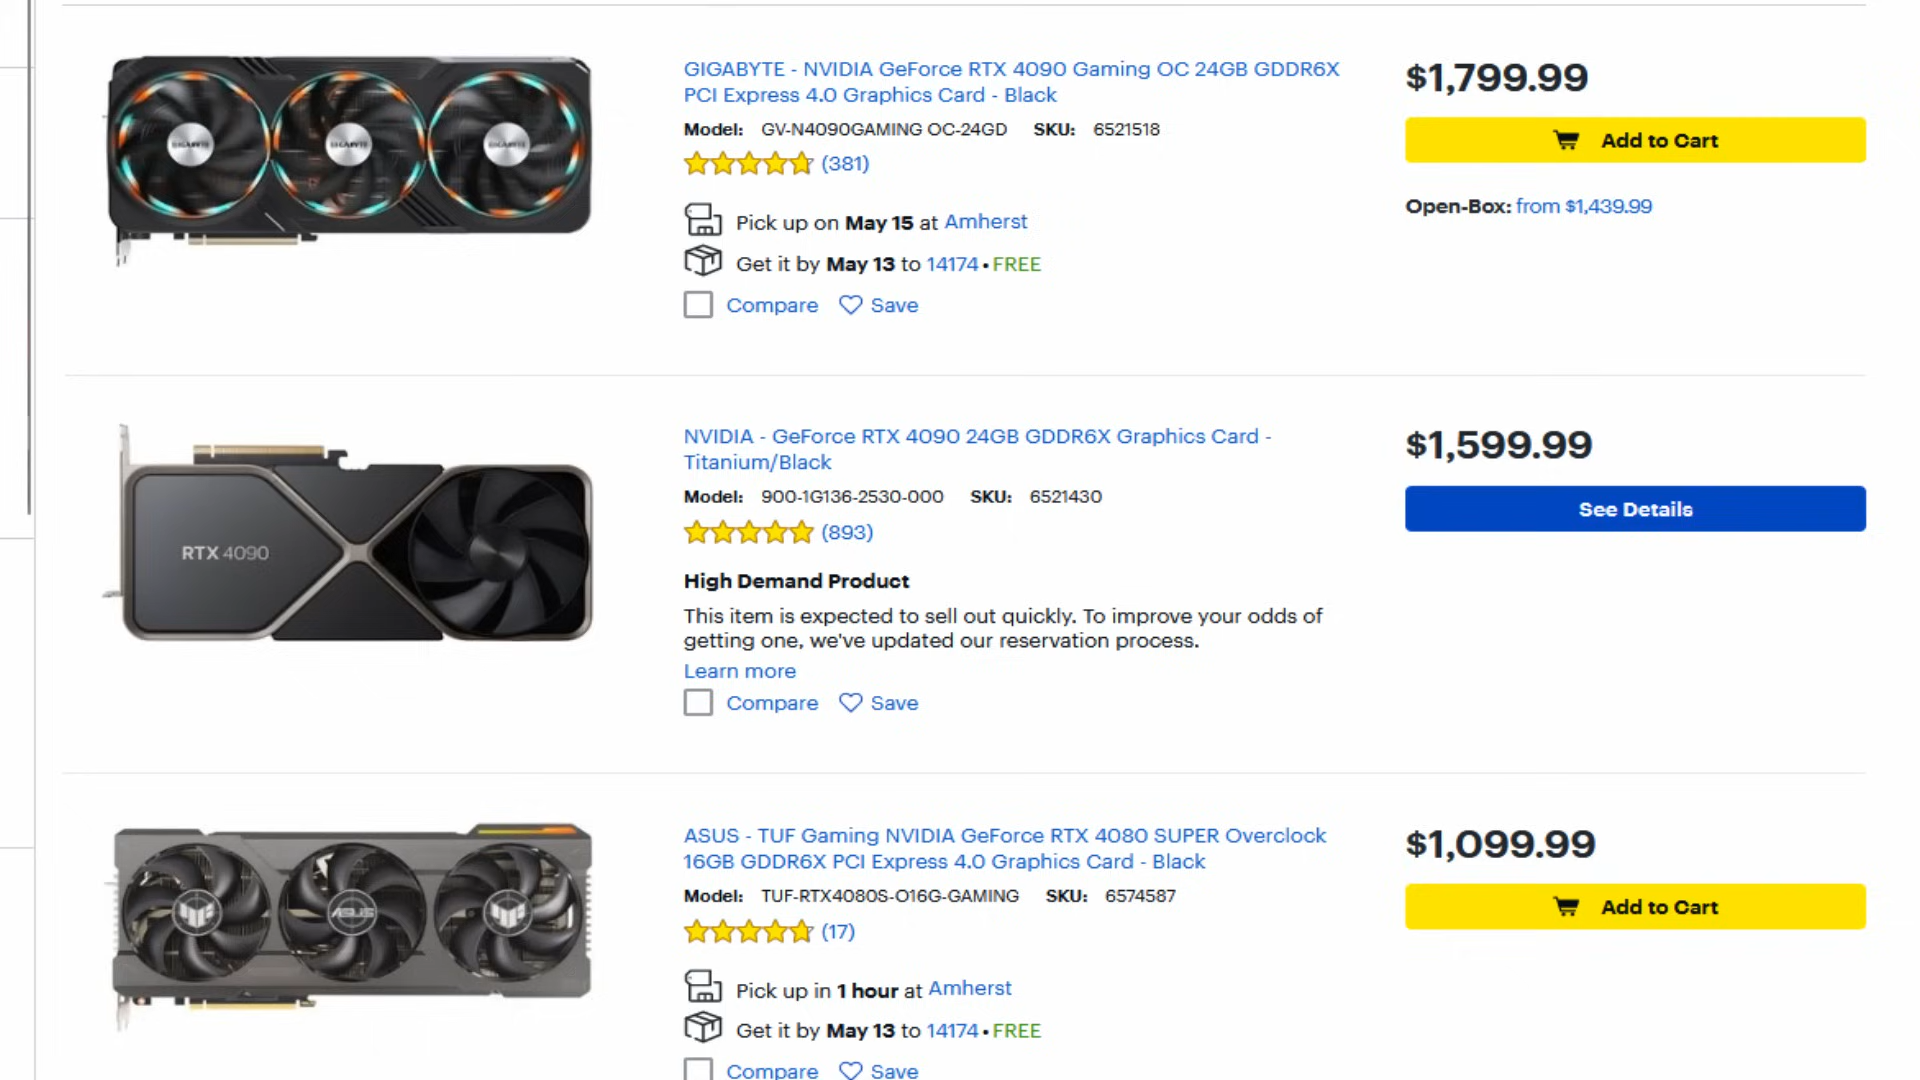 GIGABYTE - NVIDIA GeForce RTX 4090 Gaming OC 24GB GDDR6X
PCI Express 4.0 Graphics Card - Black
Model: GV-N4090GAMING OC-24GD SKU: 6521518
(381)
Pick up on May 15 at Amherst
Get it by May 13 to 14174 • FREE
Compare Save
$1,799.99
Add to Cart
Open-Box: from $1,439.99
GIGABYTE GIGABYTE GIGABYTE
NVIDIA - GeForce RTX 4090 24GB GDDR6X Graphics Card -
Titanium/Black
Model: 900-1G136-2530-000 SKU: 6521430
(893)
High Demand Product
This item is expected to sell out quickly. To improve your odds of
getting one, we've updated our reservation process.
Learn more
Compare Save
$1,599.99
See Details
RTX 4090
ASUS - TUF Gaming NVIDIA GeForce RTX 4080 SUPER Overclock
16GB GDDR6X PCI Express 4.0 Graphics Card - Black
Model: TUF-RTX4080S-O16G-GAMING SKU: 6574587
(17)
Pick up in 1 hour at Amherst
Get it by May 13 to 14174 • FREE
Compare Save
$1,099.99
Add to Cart
ASUS